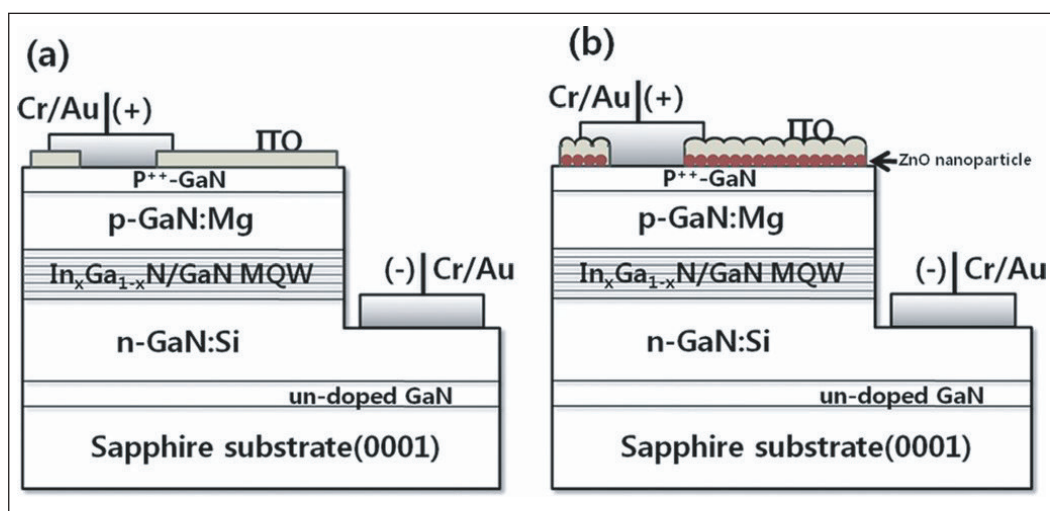 (a)
Cr/Au (+)
ITO
P⁺⁺-GaN
p-GaN:Mg
InₓGa₁₋ₓN/GaN MQW
(-) Cr/Au
n-GaN:Si
un-doped GaN
Sapphire substrate(0001)
(b)
Cr/Au (+)
ITO
ZnO nanoparticle
P⁺⁺-GaN
p-GaN:Mg
InₓGa₁₋ₓN/GaN MQW
(-) Cr/Au
n-GaN:Si
un-doped GaN
Sapphire substrate(0001)